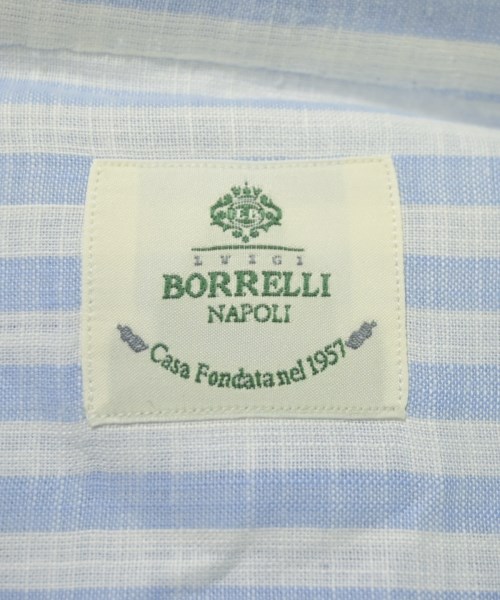 LUIGI
BORRELLI
NAPOLI
Casa Fondata nel 1957